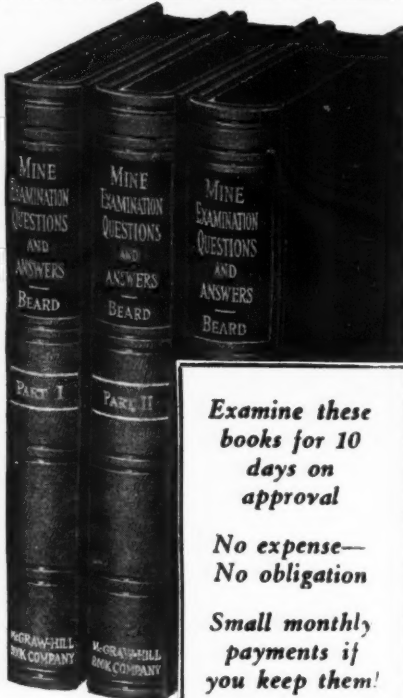 MINE
EXAMINATION
QUESTIONS
AND
ANSWERS
BEARD
PART I
McGRAW-HILL
BOOK COMPANY
MINE
EXAMINATION
QUESTIONS
AND
ANSWERS
BEARD
PART II
McGRAW-HILL
BOOK COMPANY
MINE
EXAMINATION
QUESTIONS
AND
ANSWERS
BEARD
Examine these
books for 10
days on
approval
No expense—
No obligation
Small monthly
payments if
you keep them!